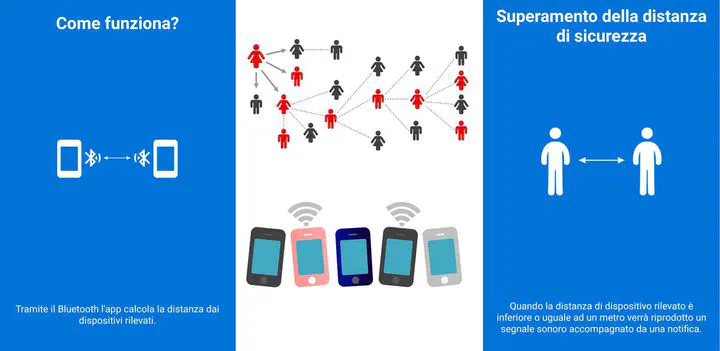 Come funziona?
Tramite il Bluetooth l'app calcola la distanza dai
dispositivi rilevati.
Superamento della distanza
di sicurezza
Quando la distanza di dispositivo rilevato è
inferiore o uguale ad un metro verrà riprodotto un
segnale sonoro accompagnato da una notifica.